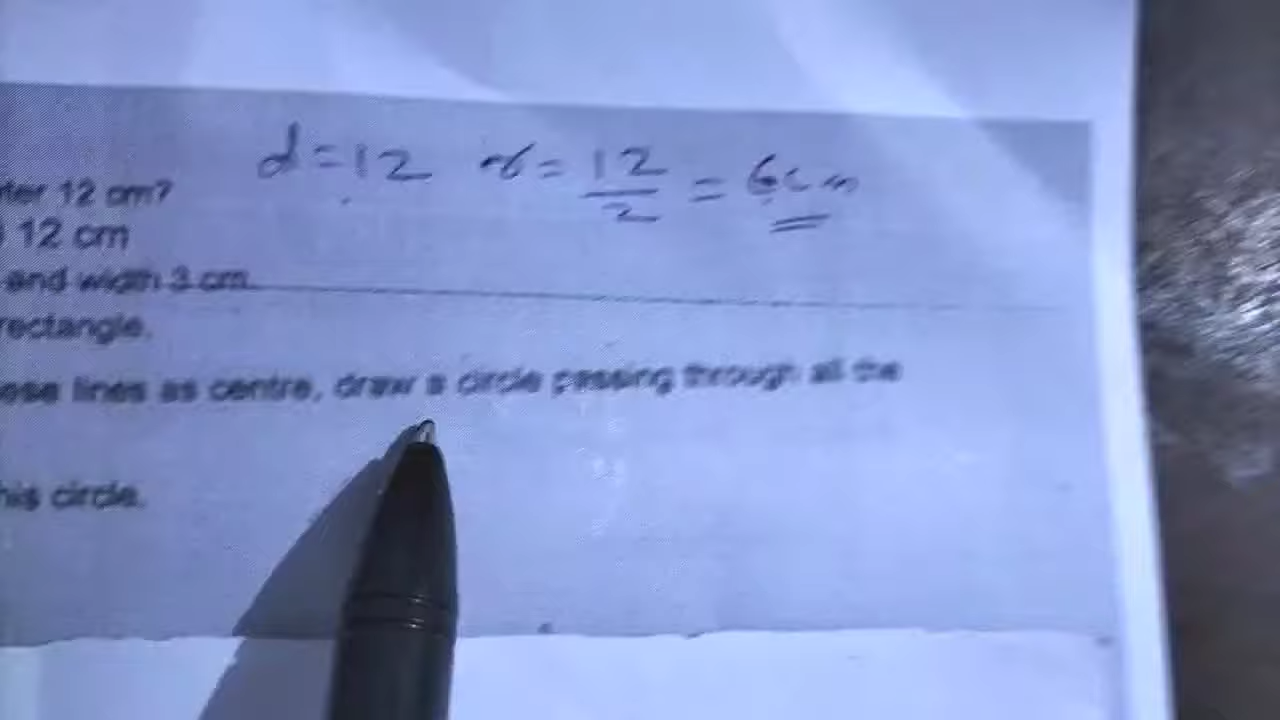 d = 12 r = 12/2 = 6cm
ter 12 cm?
) 12 cm
and width 3 cm.
rectangle.
ese lines as centre, draw a circle passing through all the
his circle.